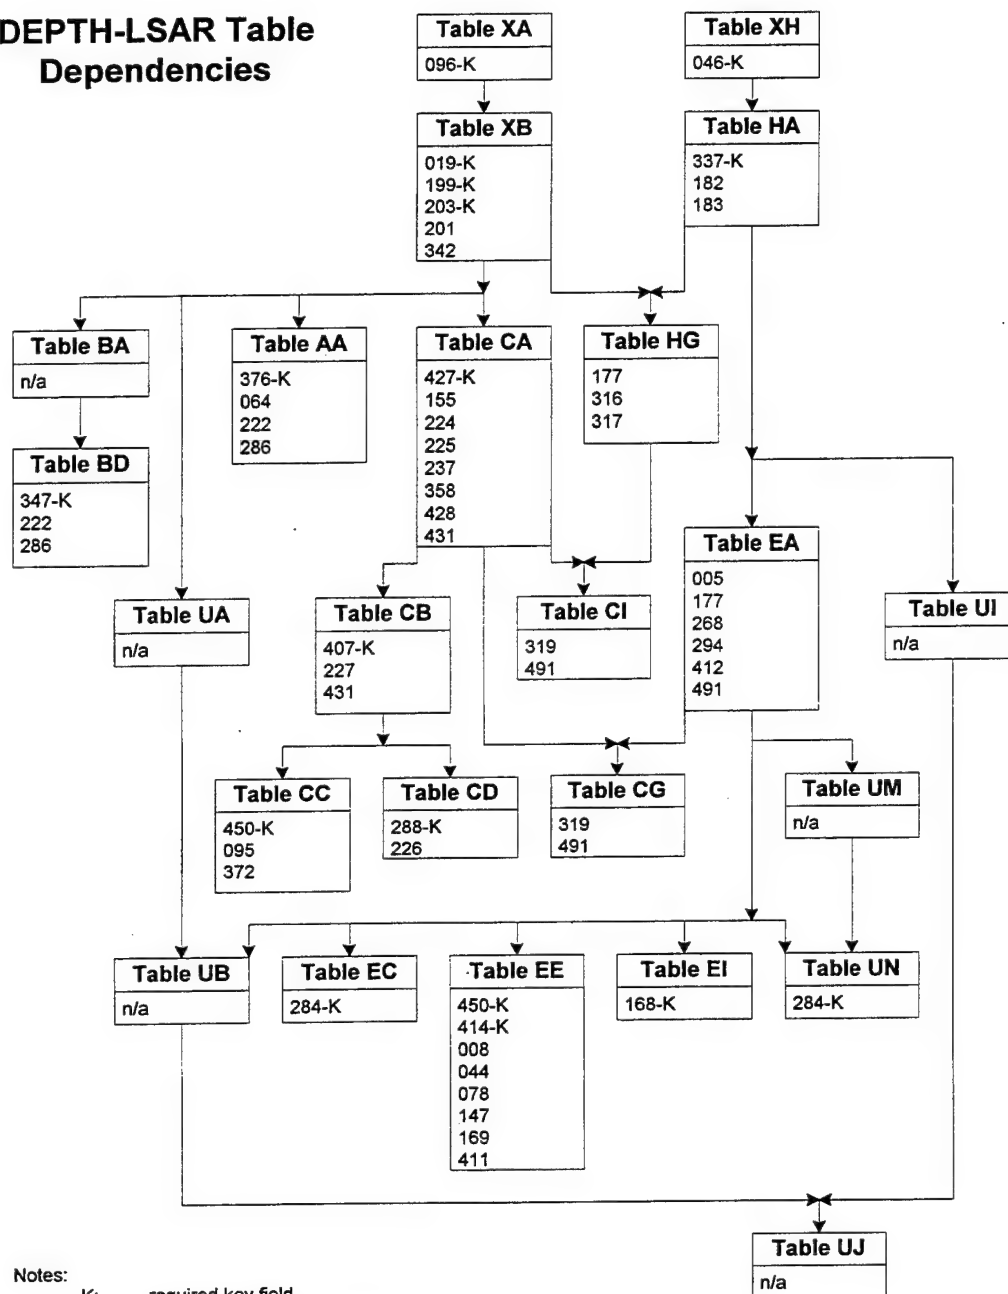 DEPTH-LSAR Table
Dependencies
Table XA
096-K
Table XH
046-K
Table XB
019-K
199-K
203-K
201
342
Table HA
337-K
182
183
Table BA
n/a
Table AA
376-K
064
222
286
Table CA
427-K
155
224
225
237
358
428
431
Table HG
177
316
317
Table BD
347-K
222
286
Table EA
005
177
268
294
412
491
Table UA
n/a
Table CB
407-K
227
431
Table CI
319
491
Table UI
n/a
Table CC
450-K
095
372
Table CD
288-K
226
Table CG
319
491
Table UM
n/a
Table UB
n/a
Table EC
284-K
Table EE
450-K
414-K
008
044
078
147
169
411
Table EI
168-K
Table UN
284-K
Table UJ
n/a
Notes:
K: required key field